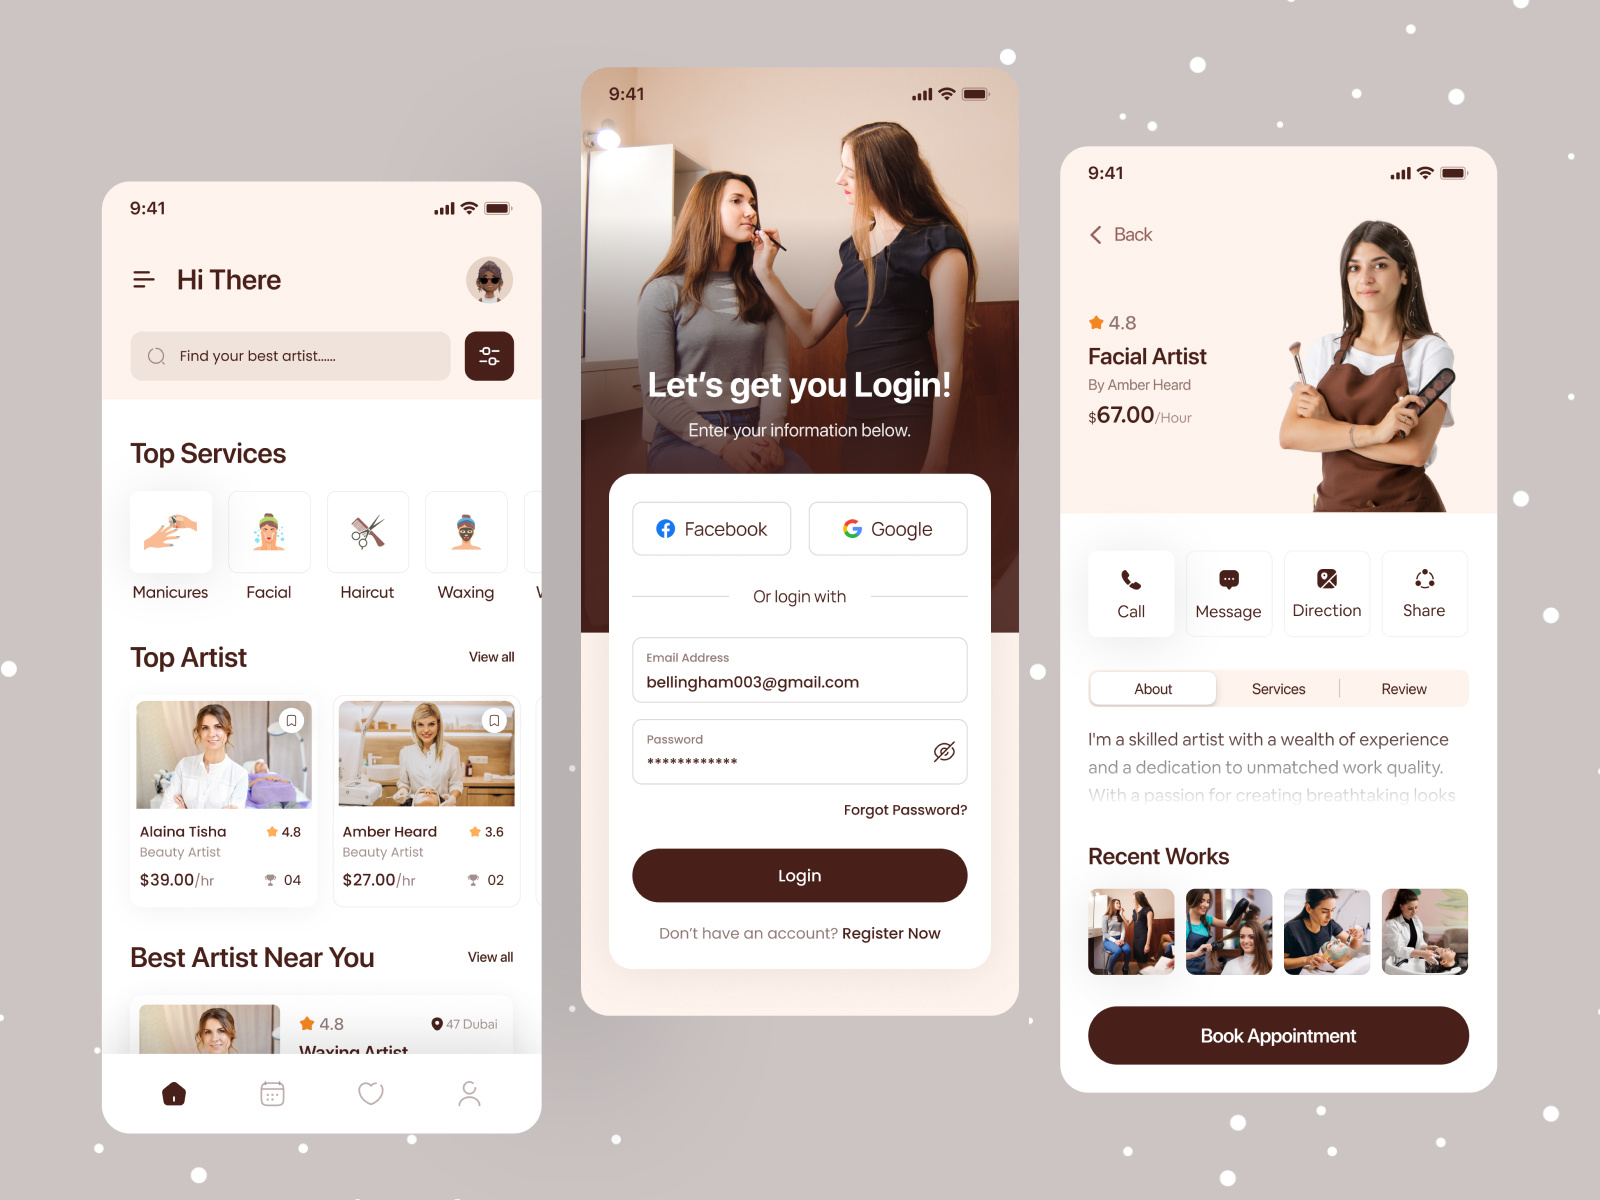 9:41
Hi There
Find your best artist......
Top Services
Manicures
Facial
Haircut
Waxing
Top Artist
View all
Alaina Tisha
4.8
Beauty Artist
$39.00/hr
04
Amber Heard
3.6
Beauty Artist
$27.00/hr
02
Best Artist Near You
View all
4.8
47 Dubai
Waxing Artist
9:41
Let's get you Login!
Enter your information below.
Facebook
Google
Or login with
Email Address
bellingham003@gmail.com
Password
************
Forgot Password?
Login
Don't have an account? Register Now
9:41
Back
4.8
Facial Artist
By Amber Heard
$67.00/Hour
Call
Message
Direction
Share
About
Services
Review
I'm a skilled artist with a wealth of experience
and a dedication to unmatched work quality.
With a passion for creating breathtaking looks
Recent Works
Book Appointment